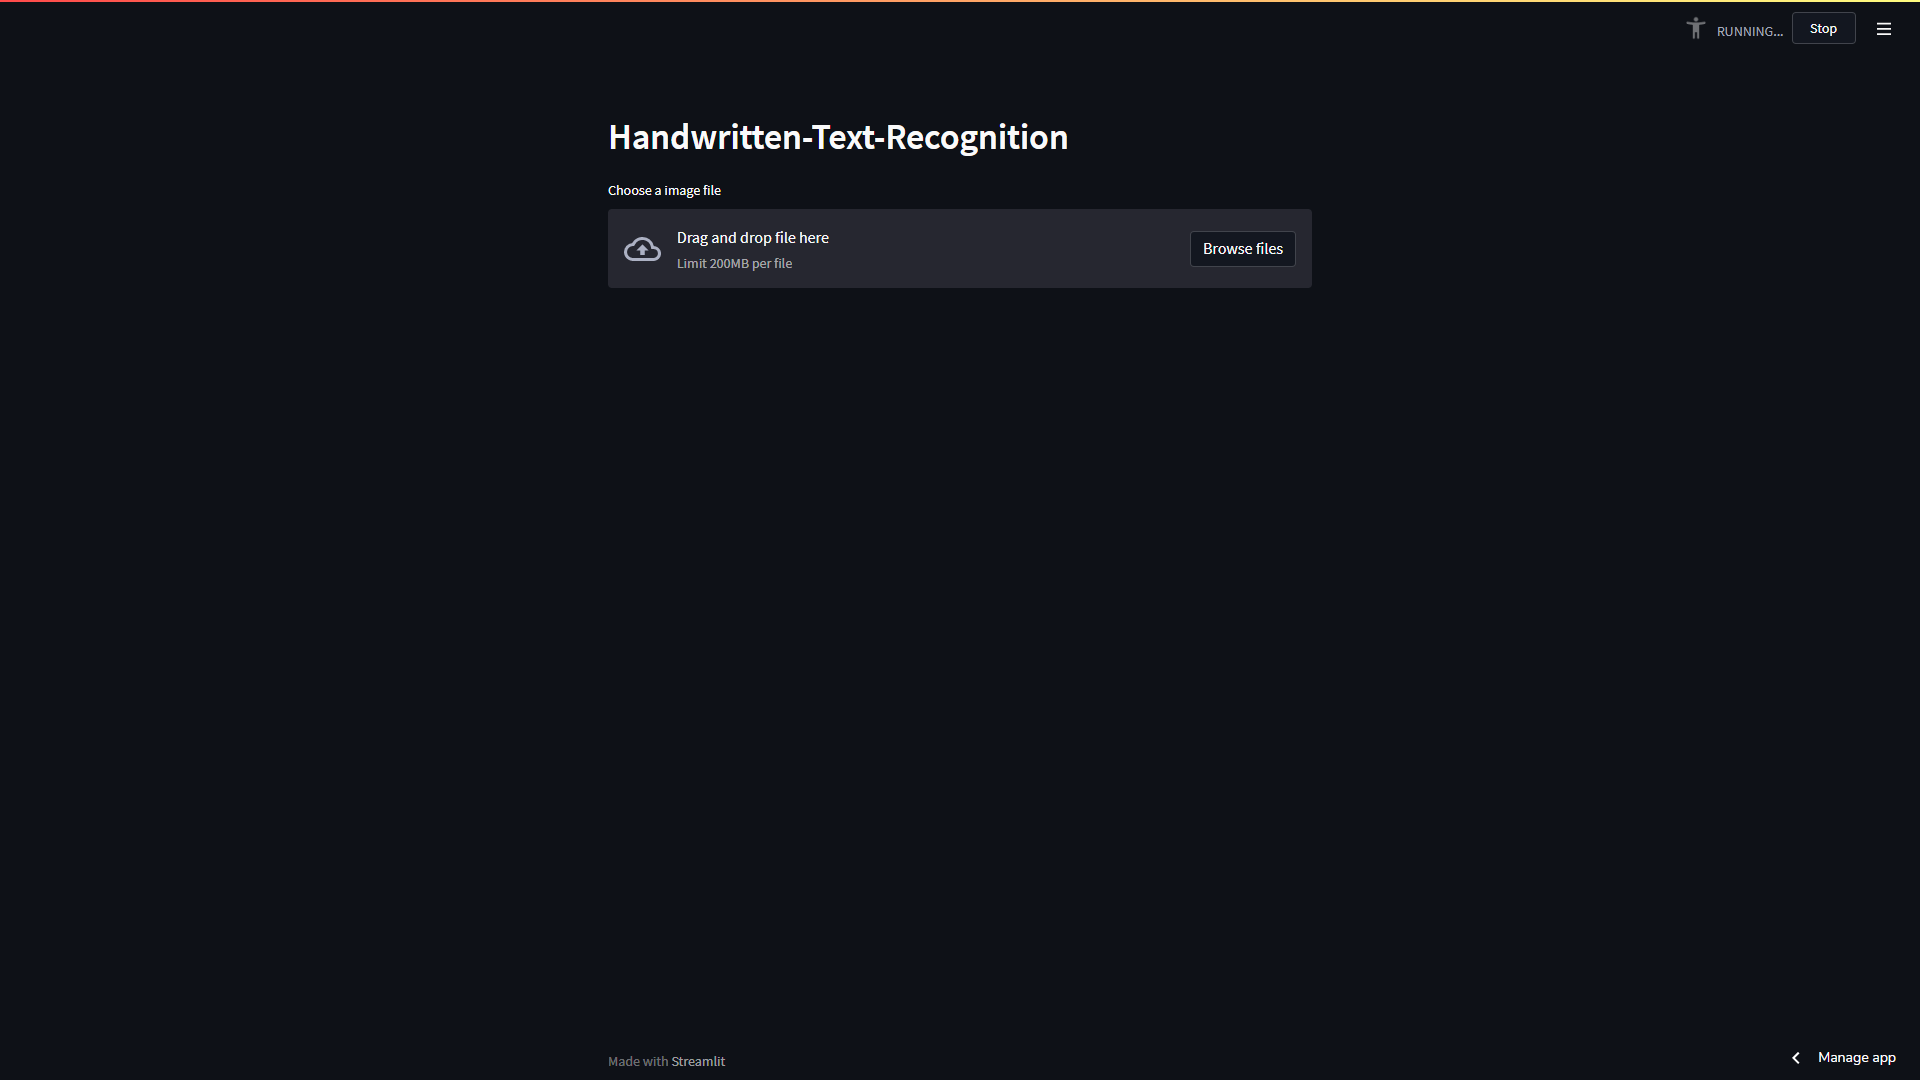 RUNNING...
Stop
Handwritten-Text-Recognition
Choose a image file
Drag and drop file here
Limit 200MB per file
Browse files
Made with Streamlit
Manage app